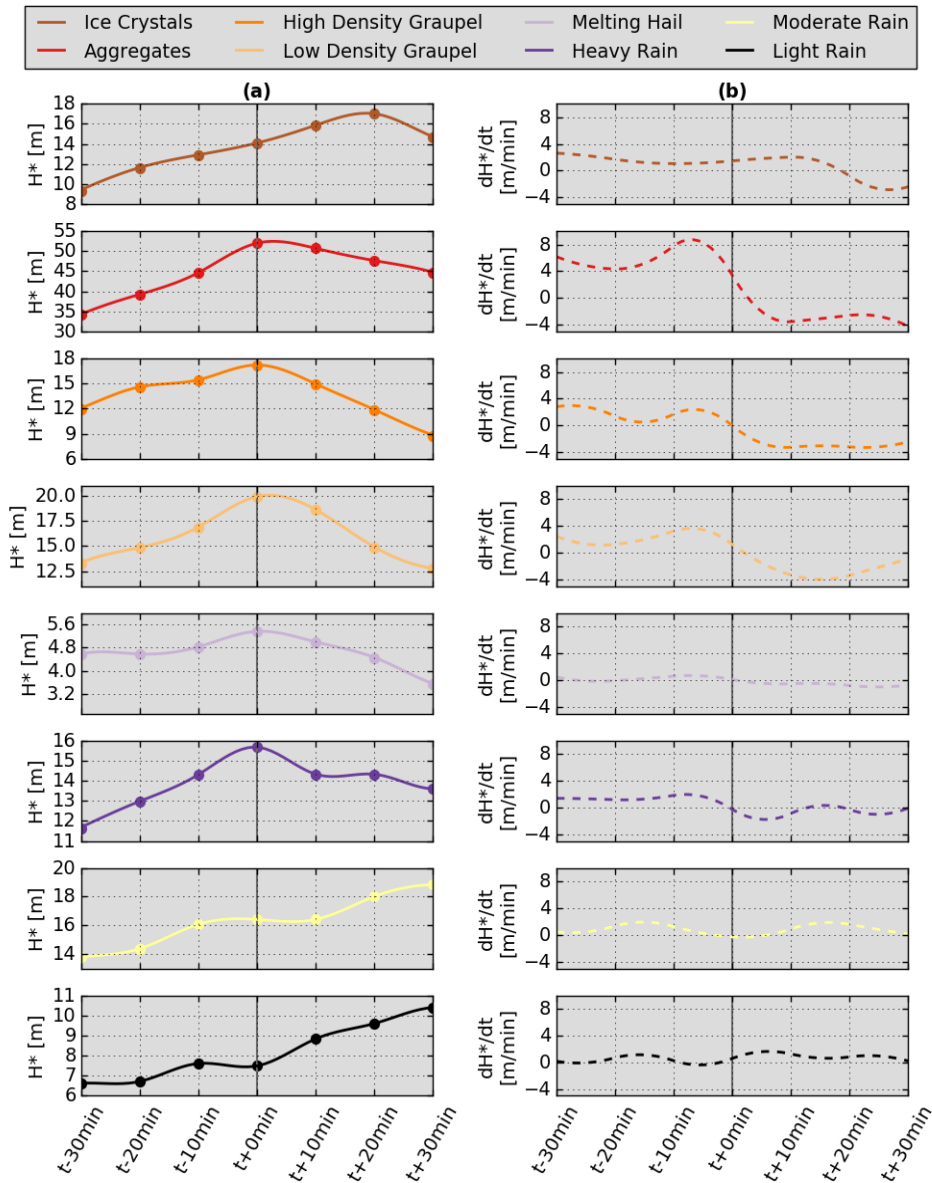 Ice Crystals High Density Graupel Melting Hail Moderate Rain
Aggregates Low Density Graupel Heavy Rain Light Rain
(a) (b)
H* [m]
18
16
14
12
10
8
dH*/dt
[m/min]
8
4
0
−4
H* [m]
55
50
45
40
35
30
dH*/dt
[m/min]
8
4
0
−4
H* [m]
18
15
12
9
6
dH*/dt
[m/min]
8
4
0
−4
H* [m]
20.0
17.5
15.0
12.5
dH*/dt
[m/min]
8
4
0
−4
H* [m]
5.6
4.8
4.0
3.2
dH*/dt
[m/min]
8
4
0
−4
H* [m]
16
15
14
13
12
11
dH*/dt
[m/min]
8
4
0
−4
H* [m]
20
18
16
14
dH*/dt
[m/min]
8
4
0
−4
H* [m]
11
10
9
8
7
6
dH*/dt
[m/min]
8
4
0
−4
t-30min t-20min t-10min t+0min t+10min t+20min t+30min
t-30min t-20min t-10min t+0min t+10min t+20min t+30min